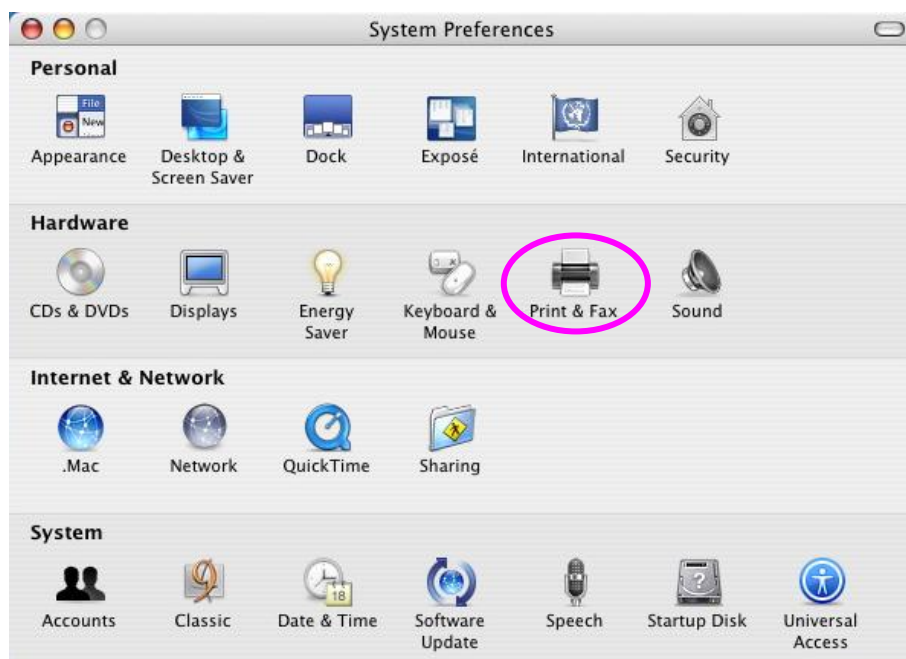 System Preferences
Personal
File
New
Appearance
Desktop &
Screen Saver
Dock
Exposé
International
Security
Hardware
CDs & DVDs
Displays
Energy
Saver
Keyboard &
Mouse
Print & Fax
Sound
Internet & Network
.Mac
Network
QuickTime
Sharing
System
9
18
?
Accounts
Classic
Date & Time
Software
Update
Speech
Startup Disk
Universal
Access